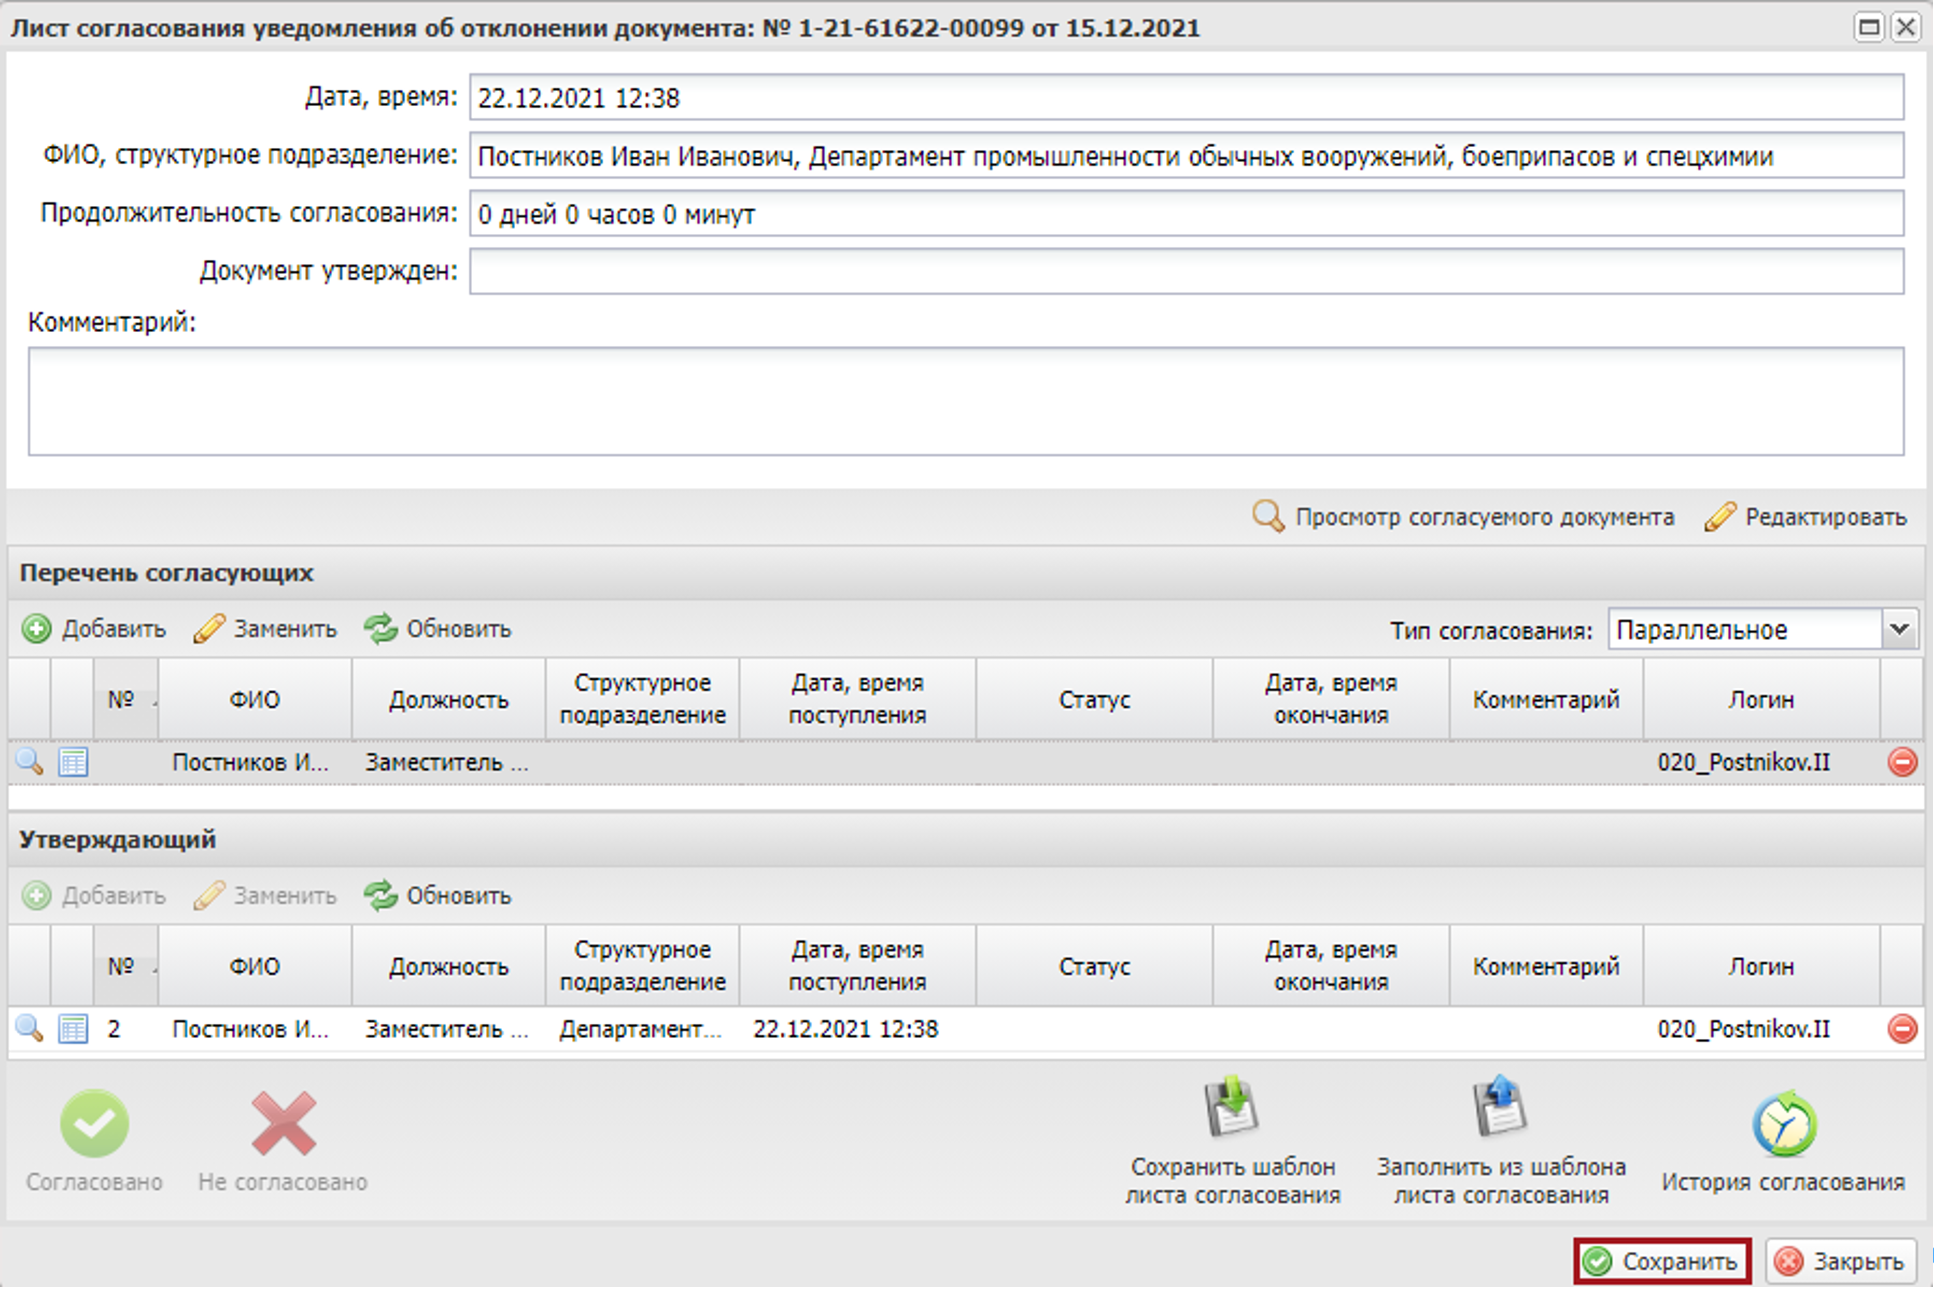 Лист согласования уведомления об отклонении документа: № 1-21-61622-00099 от 15.12.2021
Дата, время: 22.12.2021 12:38
ФИО, структурное подразделение: Постников Иван Иванович, Департамент промышленности обычных вооружений, боеприпасов и спецхимии
Продолжительность согласования: 0 дней 0 часов 0 минут
Документ утвержден:
Комментарий:
Просмотр согласуемого документа Редактировать
Перечень согласующих
Добавить Заменить Обновить Тип согласования: Параллельное
№ ФИО Должность Структурное подразделение Дата, время поступления Статус Дата, время окончания Комментарий Логин
Постников И... Заместитель ... 020_Postnikov.II
Утверждающий
Добавить Заменить Обновить
№ ФИО Должность Структурное подразделение Дата, время поступления Статус Дата, время окончания Комментарий Логин
2 Постников И... Заместитель ... Департамент... 22.12.2021 12:38 020_Postnikov.II
Согласовано Не согласовано Сохранить шаблон листа согласования Заполнить из шаблона листа согласования История согласования
Сохранить Закрыть